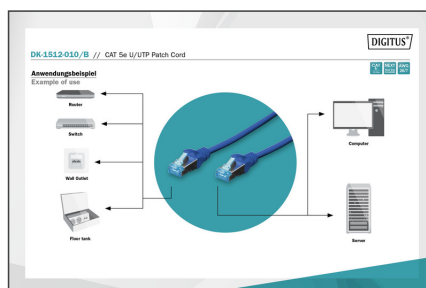 DIGITUS®
DK-1512-010/B // CAT 5e U/UTP Patch Cord
Anwendungsbeispiel
Example of use
Router
Switch
Wall Outlet
Floor tank
Computer
Server